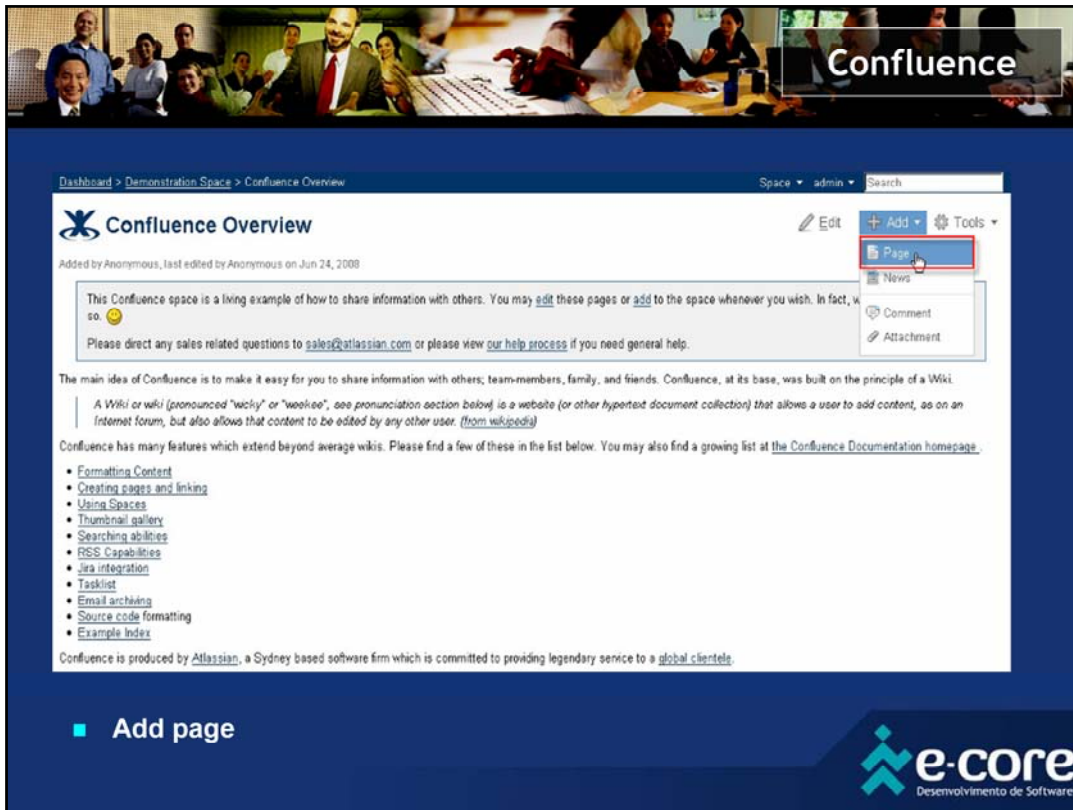 Confluence
Dashboard > Demonstration Space > Confluence Overview
Space admin Search
Confluence Overview
Edit Add Tools
Added by Anonymous, last edited by Anonymous on Jun 24, 2008
Page
News
Comment
Attachment
This Confluence space is a living example of how to share information with others. You may edit these pages or add to the space whenever you wish. In fact, w
so.
Please direct any sales related questions to sales@atlassian.com or please view our help process if you need general help.
The main idea of Confluence is to make it easy for you to share information with others; team-members, family, and friends. Confluence, at its base, was built on the principle of a Wiki.
A Wiki or wiki (pronounced "wicky" or "weekee", see pronunciation section below) is a website (or other hypertext document collection) that allows a user to add content, as on an
Internet forum, but also allows that content to be edited by any other user. (from wikipedia)
Confluence has many features which extend beyond average wikis. Please find a few of these in the list below. You may also find a growing list at the Confluence Documentation homepage .
• Formatting Content
• Creating pages and linking
• Using Spaces
• Thumbnail gallery
• Searching abilities
• RSS Capabilities
• Jira integration
• Tasklist
• Email archiving
• Source code formatting
• Example Index
Confluence is produced by Atlassian, a Sydney based software firm which is committed to providing legendary service to a global clientele.
Add page
e-core
Desenvolvimento de Software